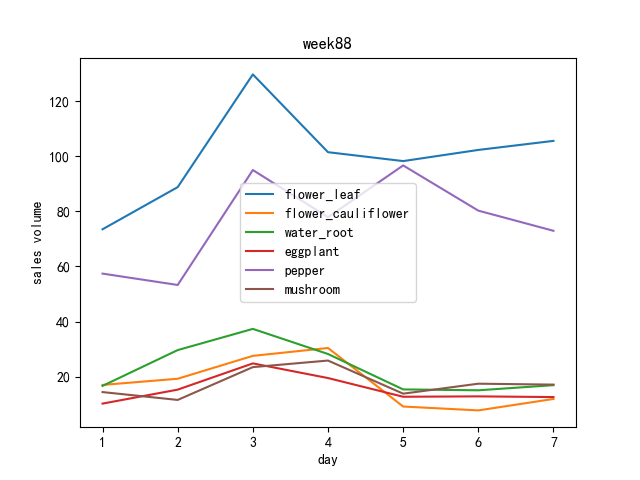 week88
sales volume
120
100
80
60
40
20
flower_leaf
flower_cauliflower
water_root
eggplant
pepper
mushroom
1 2 3 4 5 6 7
day